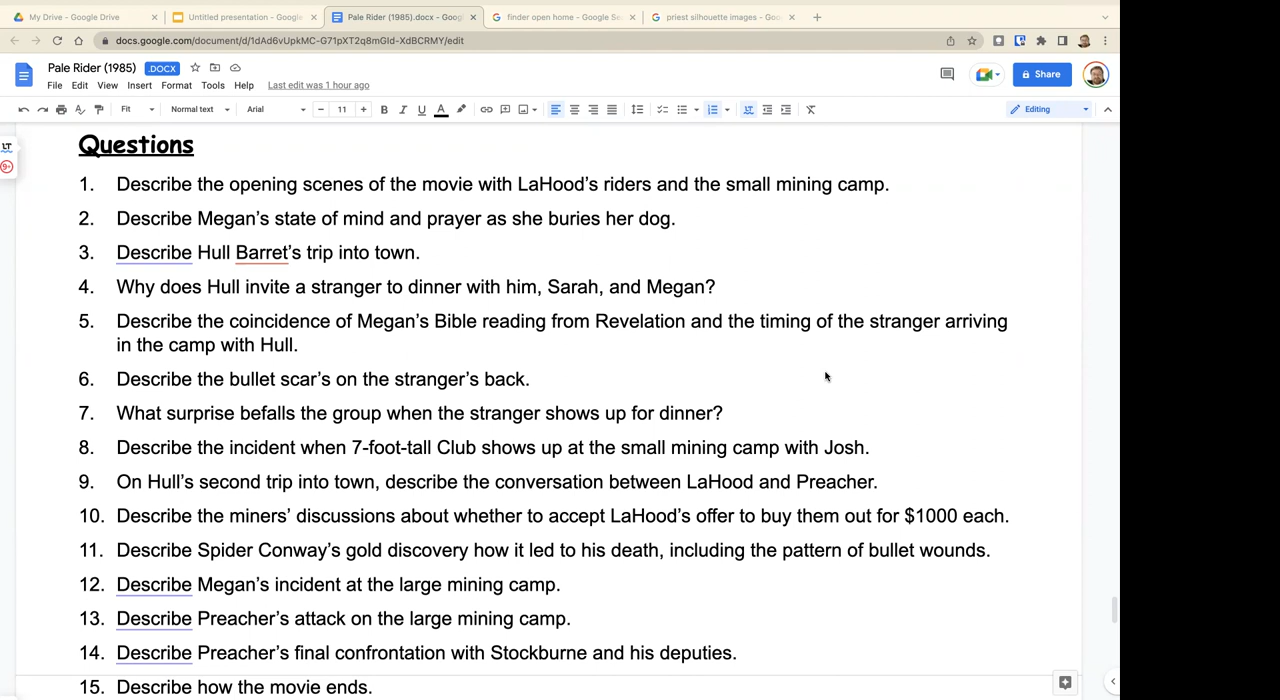 My Drive - Google Drive
Untitled presentation - Google
Pale Rider (1985).docx - Goog
finder open home - Google Se
priest silhouette images - Goo
docs.google.com/document/d/1dAd6vUpkMC-G71pXT2q8mGId-XdBCRMY/edit
Pale Rider (1985) .DOCX
Share
File Edit View Insert Format Tools Help Last edit was 1 hour ago
Fit Normal text Arial 11 Editing
Questions
1. Describe the opening scenes of the movie with LaHood’s riders and the small mining camp.
2. Describe Megan’s state of mind and prayer as she buries her dog.
3. Describe Hull Barret’s trip into town.
4. Why does Hull invite a stranger to dinner with him, Sarah, and Megan?
5. Describe the coincidence of Megan’s Bible reading from Revelation and the timing of the stranger arriving
in the camp with Hull.
6. Describe the bullet scar’s on the stranger’s back.
7. What surprise befalls the group when the stranger shows up for dinner?
8. Describe the incident when 7-foot-tall Club shows up at the small mining camp with Josh.
9. On Hull’s second trip into town, describe the conversation between LaHood and Preacher.
10. Describe the miners’ discussions about whether to accept LaHood’s offer to buy them out for $1000 each.
11. Describe Spider Conway’s gold discovery how it led to his death, including the pattern of bullet wounds.
12. Describe Megan’s incident at the large mining camp.
13. Describe Preacher’s attack on the large mining camp.
14. Describe Preacher’s final confrontation with Stockburne and his deputies.
15. Describe how the movie ends.